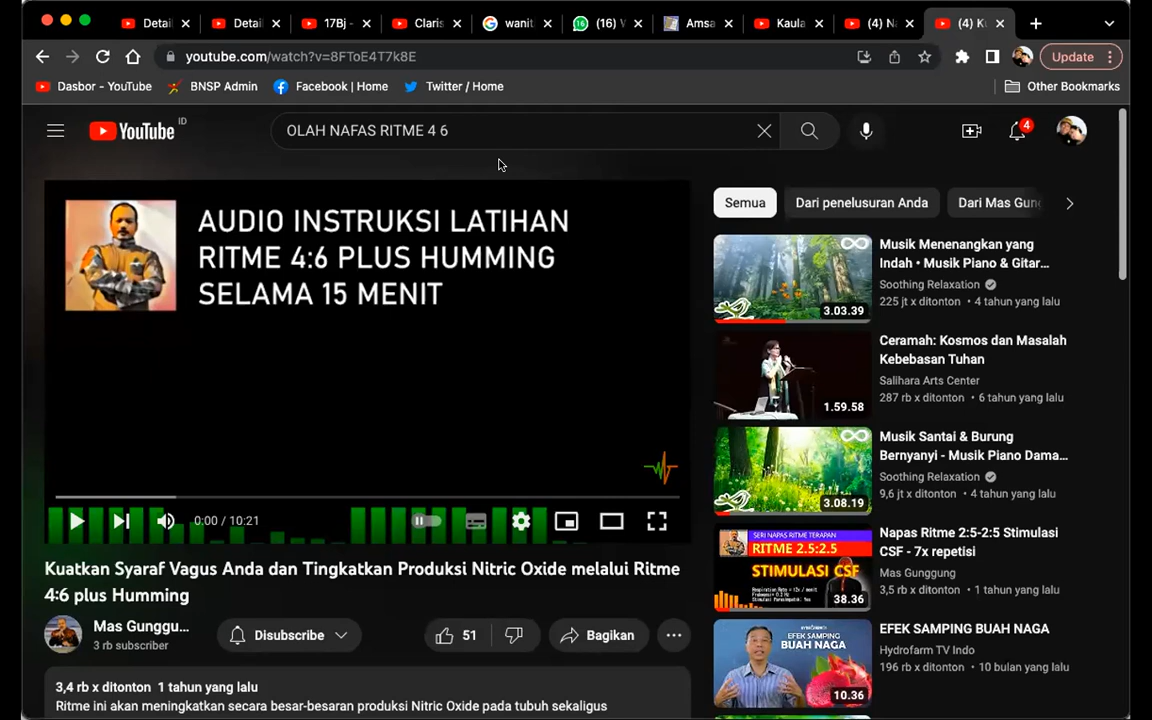 Detail
Detail
17Bj -
Claris
wanit
(16) W
Amsa
Kaula
(4) N
(4) Ku
youtube.com/watch?v=8FToE4T7k8E
Update
Dasbor - YouTube
BNSP Admin
Facebook | Home
Twitter / Home
Other Bookmarks
YouTube ID
OLAH NAFAS RITME 4 6
4
AUDIO INSTRUKSI LATIHAN
RITME 4:6 PLUS HUMMING
SELAMA 15 MENIT
0:00 / 10:21
Kuatkan Syaraf Vagus Anda dan Tingkatkan Produksi Nitric Oxide melalui Ritme
4:6 plus Humming
Mas Gunggu...
3 rb subscriber
Disubscribe
51
Bagikan
3,4 rb x ditonton 1 tahun yang lalu
Ritme ini akan meningkatkan secara besar-besaran produksi Nitric Oxide pada tubuh sekaligus
Semua
Dari penelusuran Anda
Dari Mas Gung
3.03.39
Musik Menenangkan yang
Indah • Musik Piano & Gitar...
Soothing Relaxation
225 jt x ditonton • 4 tahun yang lalu
1.59.58
Ceramah: Kosmos dan Masalah
Kebebasan Tuhan
Salihara Arts Center
287 rb x ditonton • 6 tahun yang lalu
3.08.19
Musik Santai & Burung
Bernyanyi - Musik Piano Dama...
Soothing Relaxation
9,6 jt x ditonton • 4 tahun yang lalu
SERI NAPAS RITME TERAPAN
RITME 2.5:2.5
STIMULASI CSF
38.36
Napas Ritme 2:5-2:5 Stimulasi
CSF - 7x repetisi
Mas Gunggung
3,5 rb x ditonton • 1 tahun yang lalu
EFEK SAMPING
BUAH NAGA
10.36
EFEK SAMPING BUAH NAGA
Hydrofarm TV Indo
196 rb x ditonton • 10 bulan yang lalu